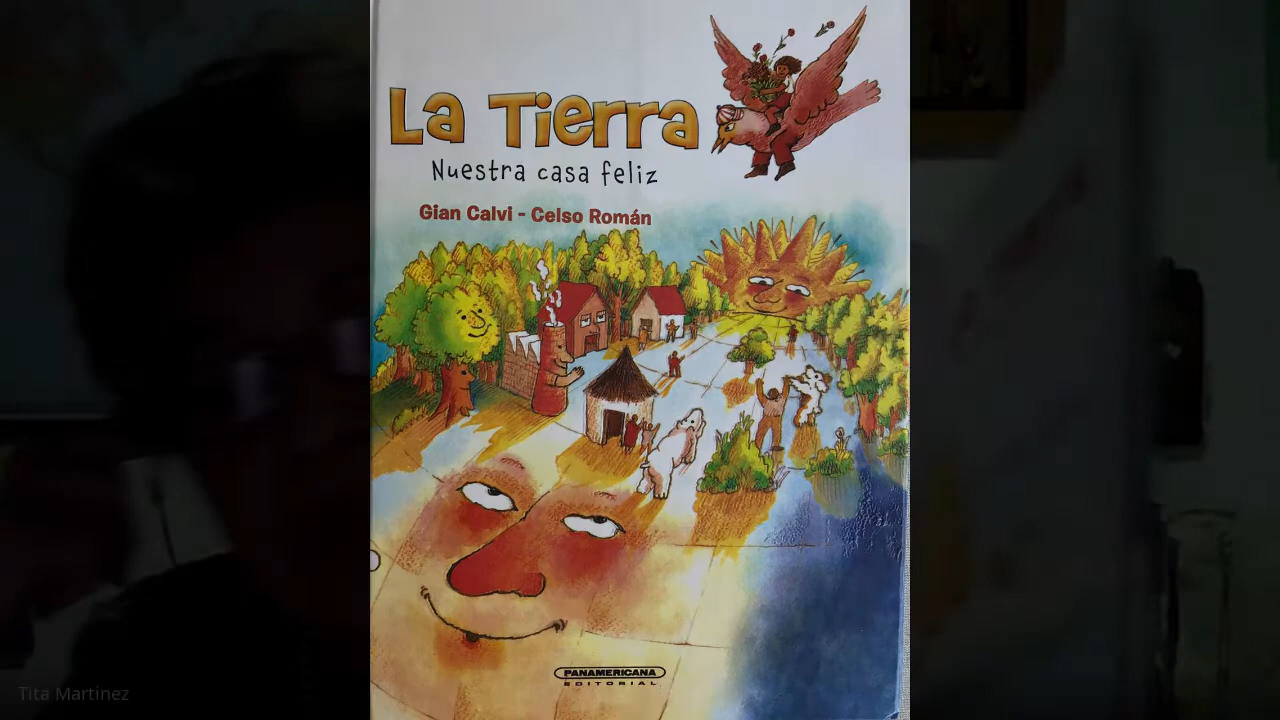 La Tierra
Nuestra casa feliz
Gian Calvi - Celso Román
PANAMERICANA
EDITORIAL
Tita Martinez